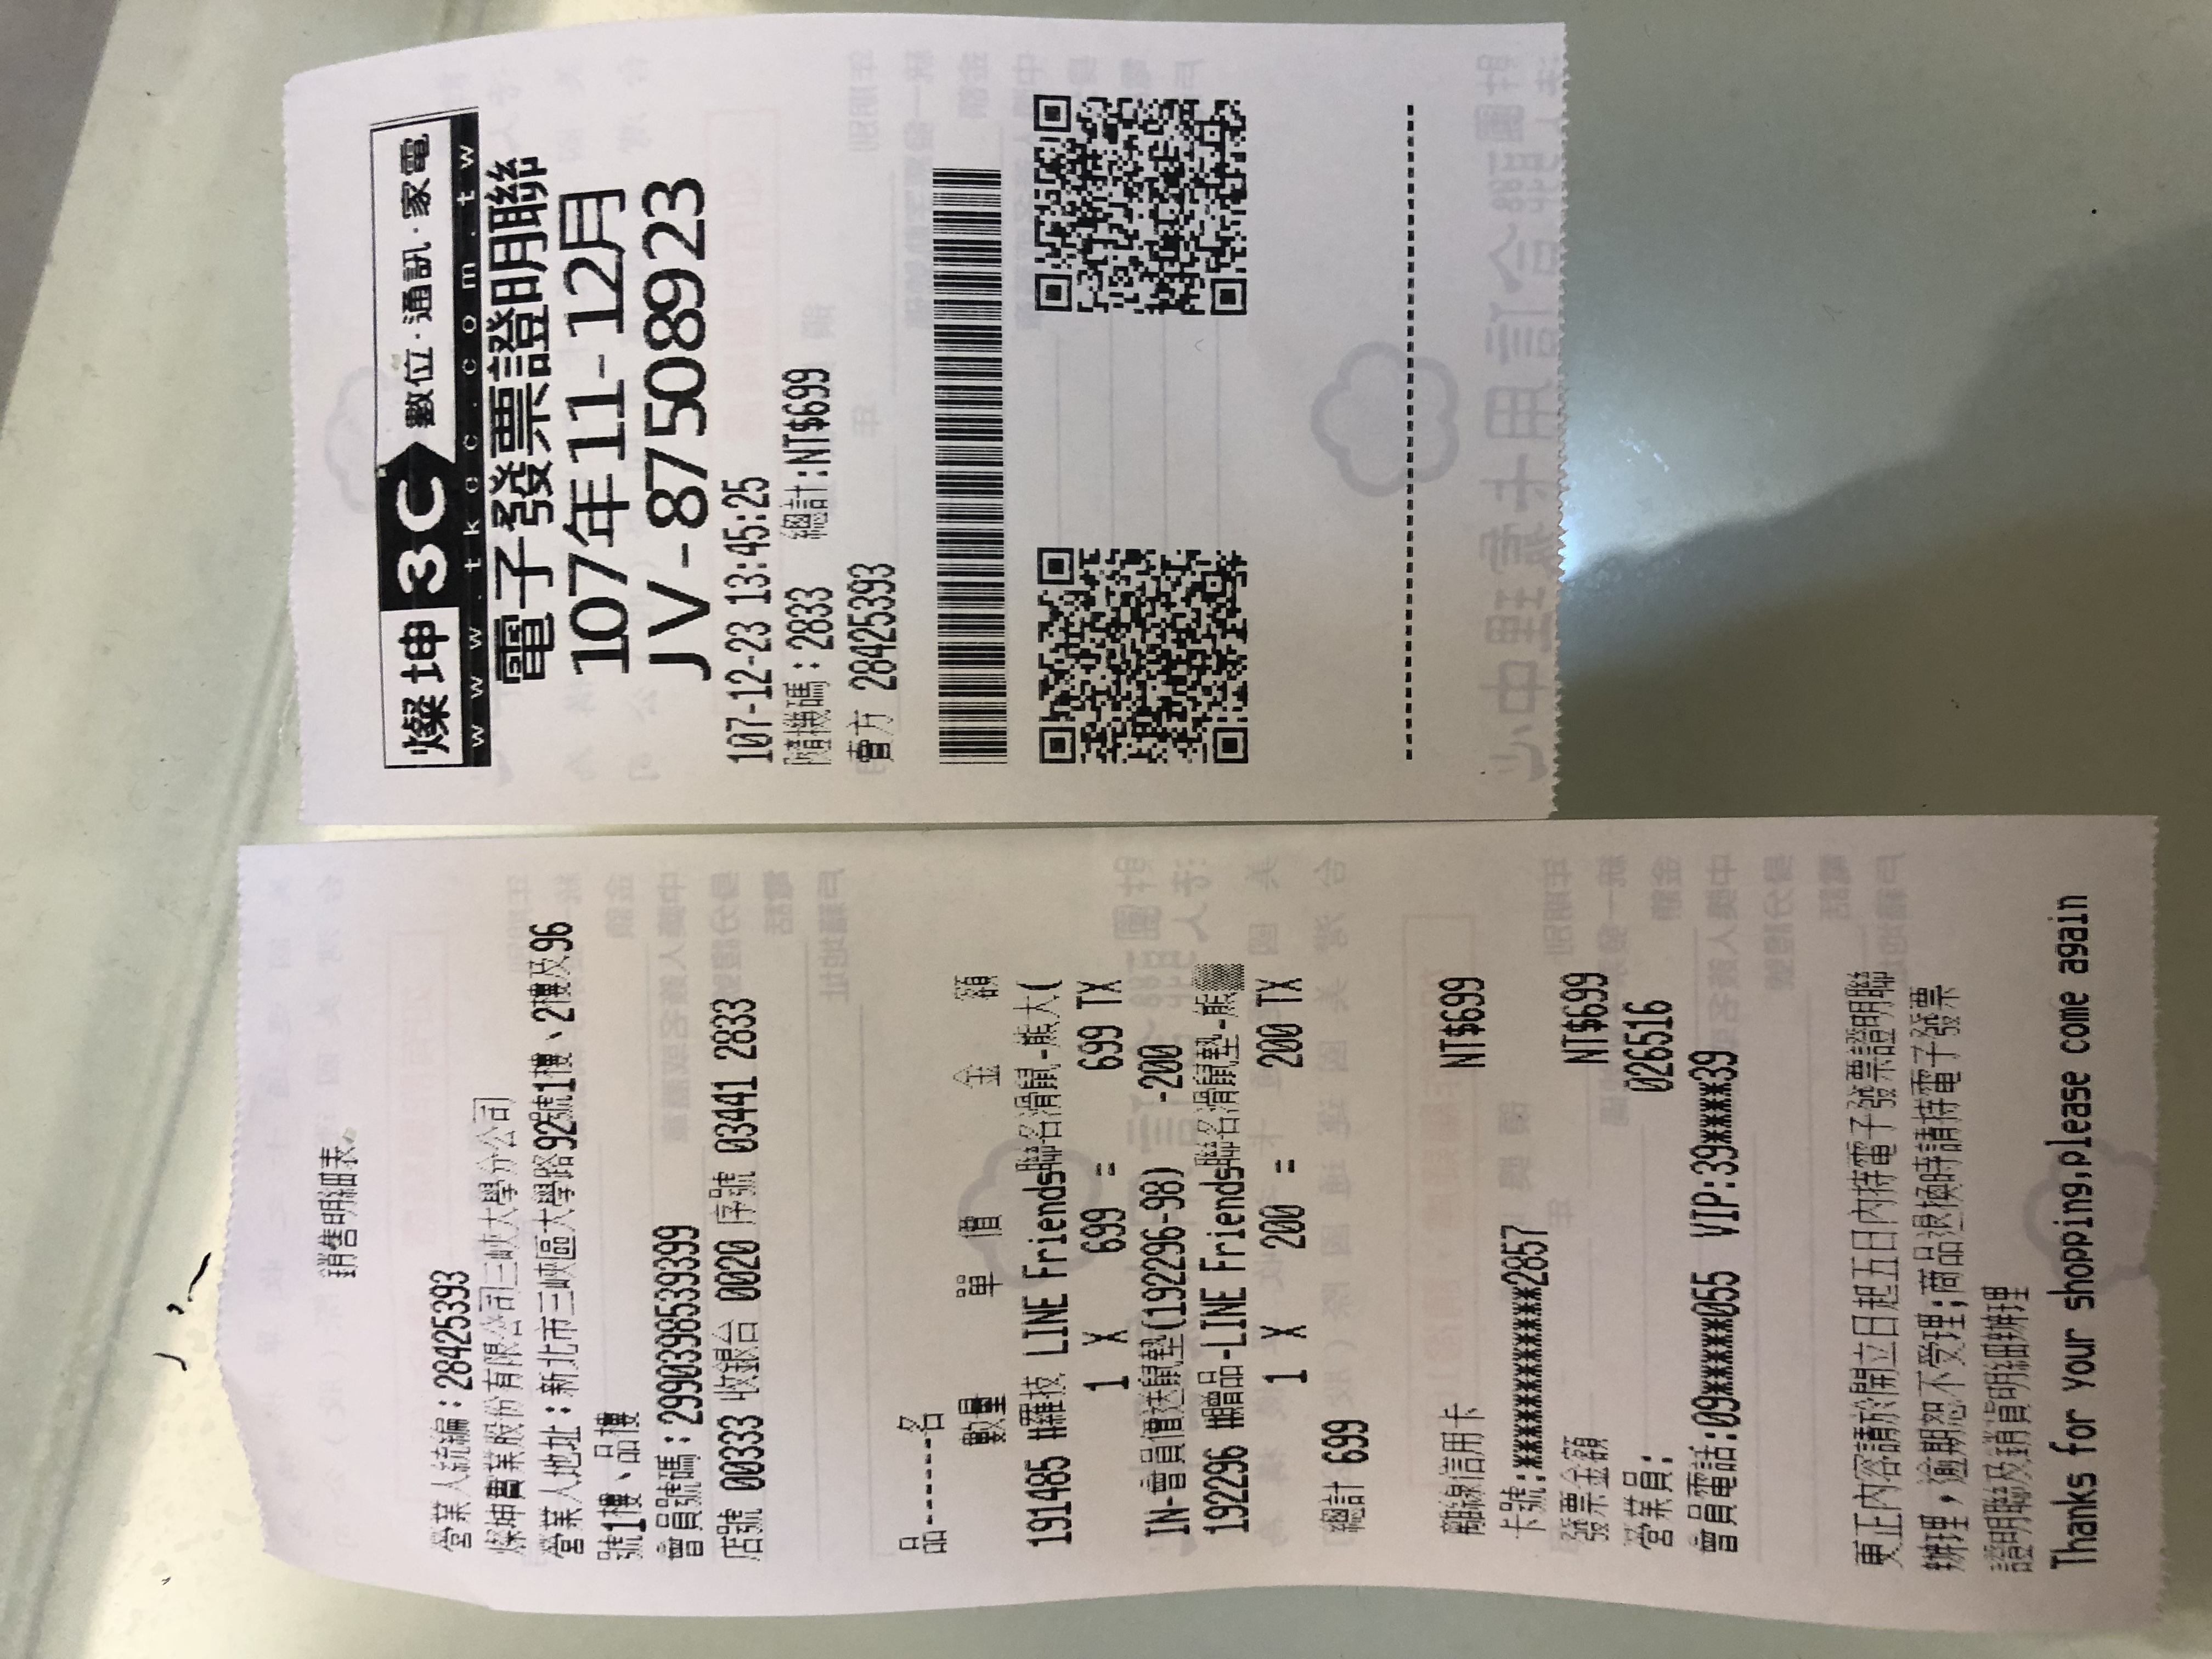 銷售明細表
營業人統編：28425393
燦坤實業股份有限公司三峽大學分公司
營業人地址：新北市三峽區大學路92號1樓、2樓及96
號1樓、品樓
會員號碼：2990398539399
店號 00333 收銀台 0020 序號 03441 2833
品------名
數量 單 價 金 額
191485 #羅技 LINE Friends聯名滑鼠-熊大(
1 X 699 = 699 TX
IN-會員價送鼠墊(192296-98) -200
192296 #贈品-LINE Friends聯名滑鼠墊-熊
1 X 200 = 200 TX
總計 699
離線信用卡 NT$699
卡號:************2857
發票金額 NT$699
營業員: 026516
會員電話:09*****055 VIP:39****39
更正內容請於開立日起五日內持電子發票證明聯
辦理，逾期恕不受理;商品退換時請持電子發票
證明聯及銷貨明細辦理
Thanks for your shopping,please come again
燦坤 3C 數位·通訊·家電
www.tkec.com.tw
電子發票證明聯
107年11-12月
JV-87508923
107-12-23 13:45:25
隨機碼：2833 總計:NT$699
賣方 28425393